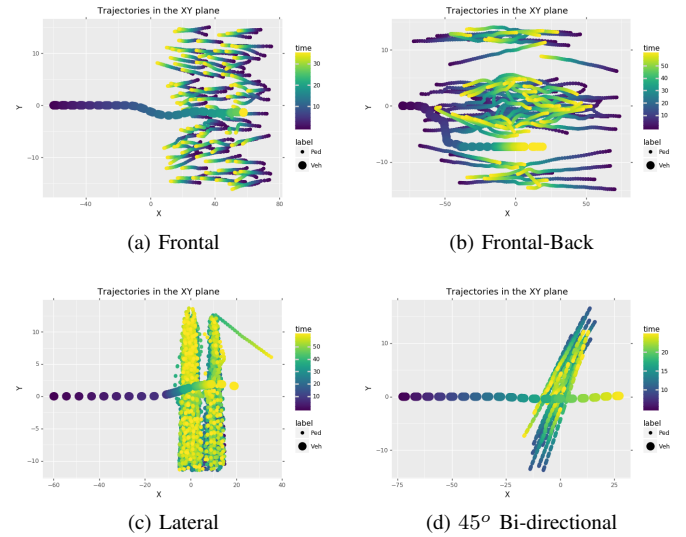 Trajectories in the XY plane
10
0
−10
Y
−40
0
40
80
X
time
30
20
10
label
Ped
Veh
(a) Frontal
Trajectories in the XY plane
10
0
−10
Y
−50
0
50
X
time
50
40
30
20
10
label
Ped
Veh
(b) Frontal-Back
Trajectories in the XY plane
10
5
0
−5
−10
Y
−60
−40
−20
0
20
40
X
time
50
40
30
20
10
label
Ped
Veh
(c) Lateral
Trajectories in the XY plane
10
0
−10
Y
−75
−50
−25
0
25
X
time
30
20
10
label
Ped
Veh
(d) 45° Bi-directional